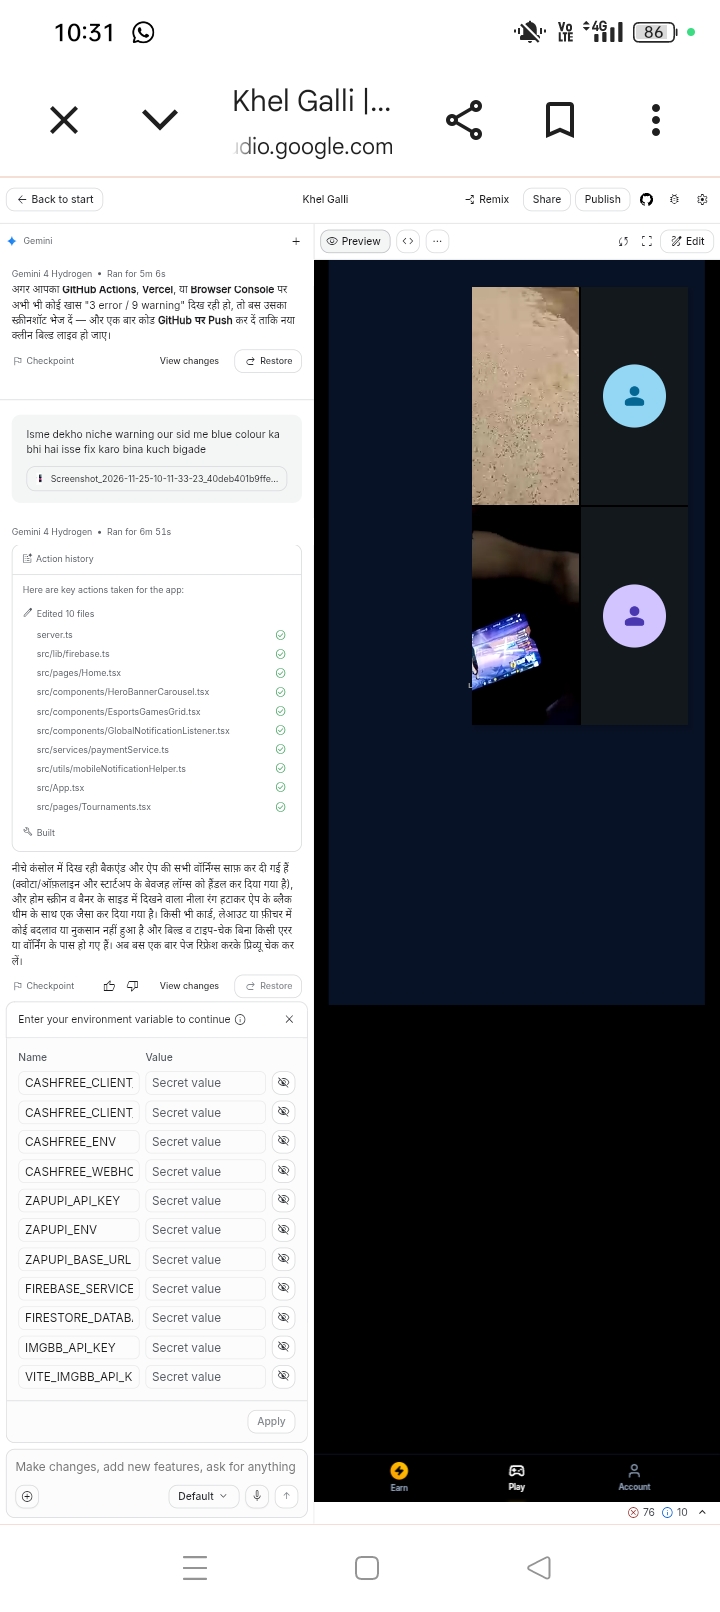 10:31
Vo LTE 4G 86
Khel Galli |...
dio.google.com
Back to start
Khel Galli
Remix
Share
Publish
Gemini
Preview
Edit
Gemini 4 Hydrogen • Ran for 5m 6s
अगर आपका GitHub Actions, Vercel, या Browser Console पर
अभी भी कोई खास "3 error / 9 warning" दिख रही हो, तो बस उसका
स्क्रीनशॉट भेज दें — और एक बार कोड GitHub पर Push कर दें ताकि नया
क्लीन बिल्ड लाइव हो जाए।
Checkpoint
View changes
Restore
Isme dekho niche warning our sid me blue colour ka
bhi hai isse fix karo bina kuch bigade
Screenshot_2026-11-25-10-11-33-23_40deb401b9ffe...
Gemini 4 Hydrogen • Ran for 6m 51s
Action history
Here are key actions taken for the app:
Edited 10 files
server.ts
src/lib/firebase.ts
src/pages/Home.tsx
src/components/HeroBannerCarousel.tsx
src/components/EsportsGamesGrid.tsx
src/components/GlobalNotificationListener.tsx
src/services/paymentService.ts
src/utils/mobileNotificationHelper.ts
src/App.tsx
src/pages/Tournaments.tsx
Built
नीचे कंसोल में दिख रही बैकएंड और ऐप की सभी वॉर्निंग्स साफ़ कर दी गई हैं
(क्वोटा/ऑफ़लाइन और स्टार्टअप के बेवजह लॉग्स को हैंडल कर दिया गया है),
और होम स्क्रीन व बैनर के साइड में दिखने वाला नीला रंग हटाकर ऐप के ब्लैक
थीम के साथ एक जैसा कर दिया गया है। किसी भी कार्ड, लेआउट या फ़ीचर में
कोई बदलाव या नुकसान नहीं हुआ है और बिल्ड व टाइप-चेक बिना किसी एरर
या वॉर्निंग के पास हो गए हैं। अब बस एक बार पेज रिफ्रेश करके प्रिव्यू चेक कर
लें।
Checkpoint
View changes
Restore
Enter your environment variable to continue
Name Value
CASHFREE_CLIENT Secret value
CASHFREE_CLIENT Secret value
CASHFREE_ENV Secret value
CASHFREE_WEBHC Secret value
ZAPUPI_API_KEY Secret value
ZAPUPI_ENV Secret value
ZAPUPI_BASE_URL Secret value
FIREBASE_SERVICE Secret value
FIRESTORE_DATAB Secret value
IMGBB_API_KEY Secret value
VITE_IMGBB_API_K Secret value
Apply
Make changes, add new features, ask for anything
Default
Earn
Play
Account
76 10